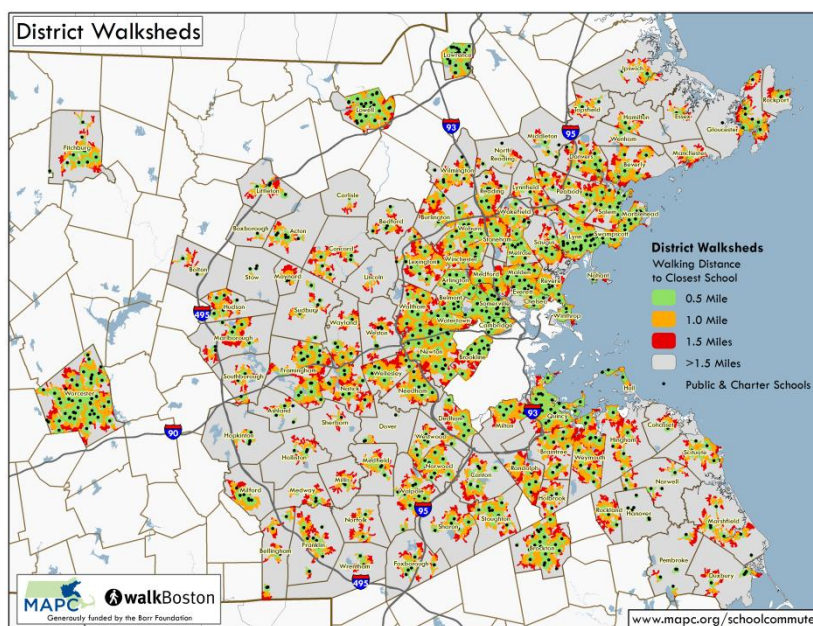 District Walksheds
Lawrence
Lowell
Fitchburg
Ipswich
Rockport
Topsfield
Essex
Gloucester
93
95
Middleton
Hamilton
Wenham
Manchester
North
Reading
Danvers
Beverly
Wilmington
Lynnfield
Peabody
Reading
Littleton
Carlisle
Burlington
Wakefield
Salem
Marblehead
Boxborough
Acton
Bedford
Woburn
Stoneham
Saugus
Lynn
Swampscott
Concord
Lexington
Winchester
Melrose
Bolton
Stow
Maynard
Lincoln
Arlington
Medford
Malden
Revere
Nahant
Hudson
Belmont
Everett
Chelsea
495
Sudbury
Wayland
Waltham
Somerville
Winthrop
Marlborough
Weston
Watertown
Cambridge
Newton
Brookline
Southborough
Framingham
Wellesley
Worcester
Natick
Needham
Ashland
Hull
90
Sherborn
Dover
Dedham
Milton
93
Quincy
Hopkinton
Holliston
Westwood
Cohasset
Medfield
Norwood
Braintree
Weymouth
Hingham
Scituate
Milford
Medway
Millis
Canton
Randolph
Norwell
Walpole
Holbrook
Norfolk
95
Sharon
Stoughton
Rockland
Hanover
Marshfield
Bellingham
Franklin
Wrentham
Foxborough
Brockton
Pembroke
Duxbury
495
District Walksheds
Walking Distance
to Closest School
0.5 Mile
1.0 Mile
1.5 Miles
>1.5 Miles
Public & Charter Schools
MAPC
walkBoston
Generously funded by the Barr Foundation
www.mapc.org/schoolcommute